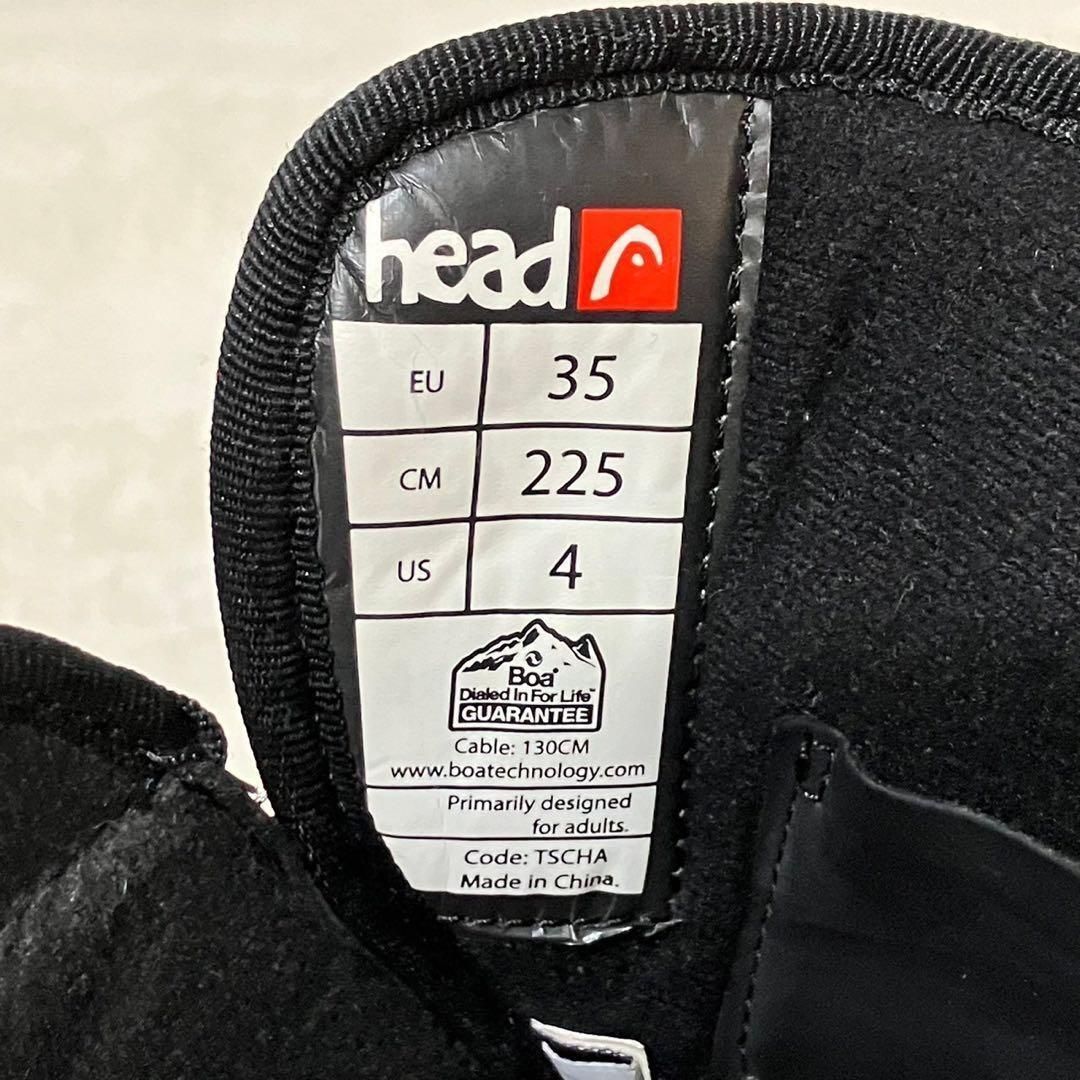 head
EU 35
CM 225
US 4
Boa®
Dialed In For Life™
GUARANTEE
Cable: 130CM
www.boatechnology.com
Primarily designed
for adults.
Code: TSCHA
Made in China.